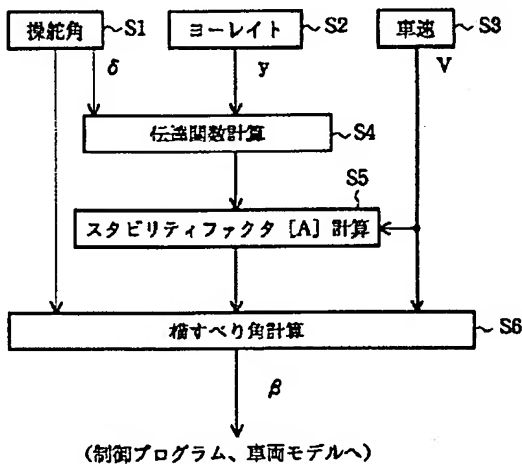 操舵角 S1
ヨーレイト S2
車速 S3
δ
y
V
伝達関数計算 S4
S5
スタビリティファクタ [A] 計算
横すべり角計算 S6
β
(制御プログラム、車両モデルへ)